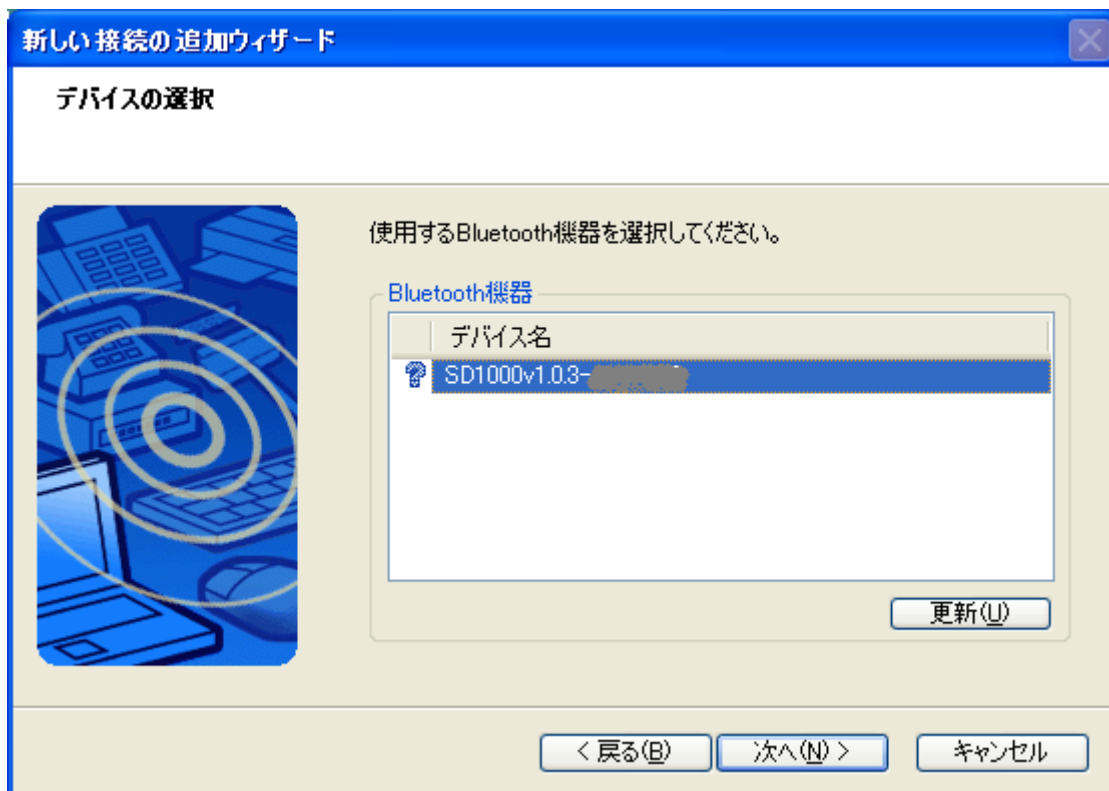 新しい接続の追加ウィザード
デバイスの選択
使用するBluetooth機器を選択してください。
Bluetooth機器
デバイス名
SD1000v1.0.3-
更新(U)
< 戻る(B)
次へ(N) >
キャンセル